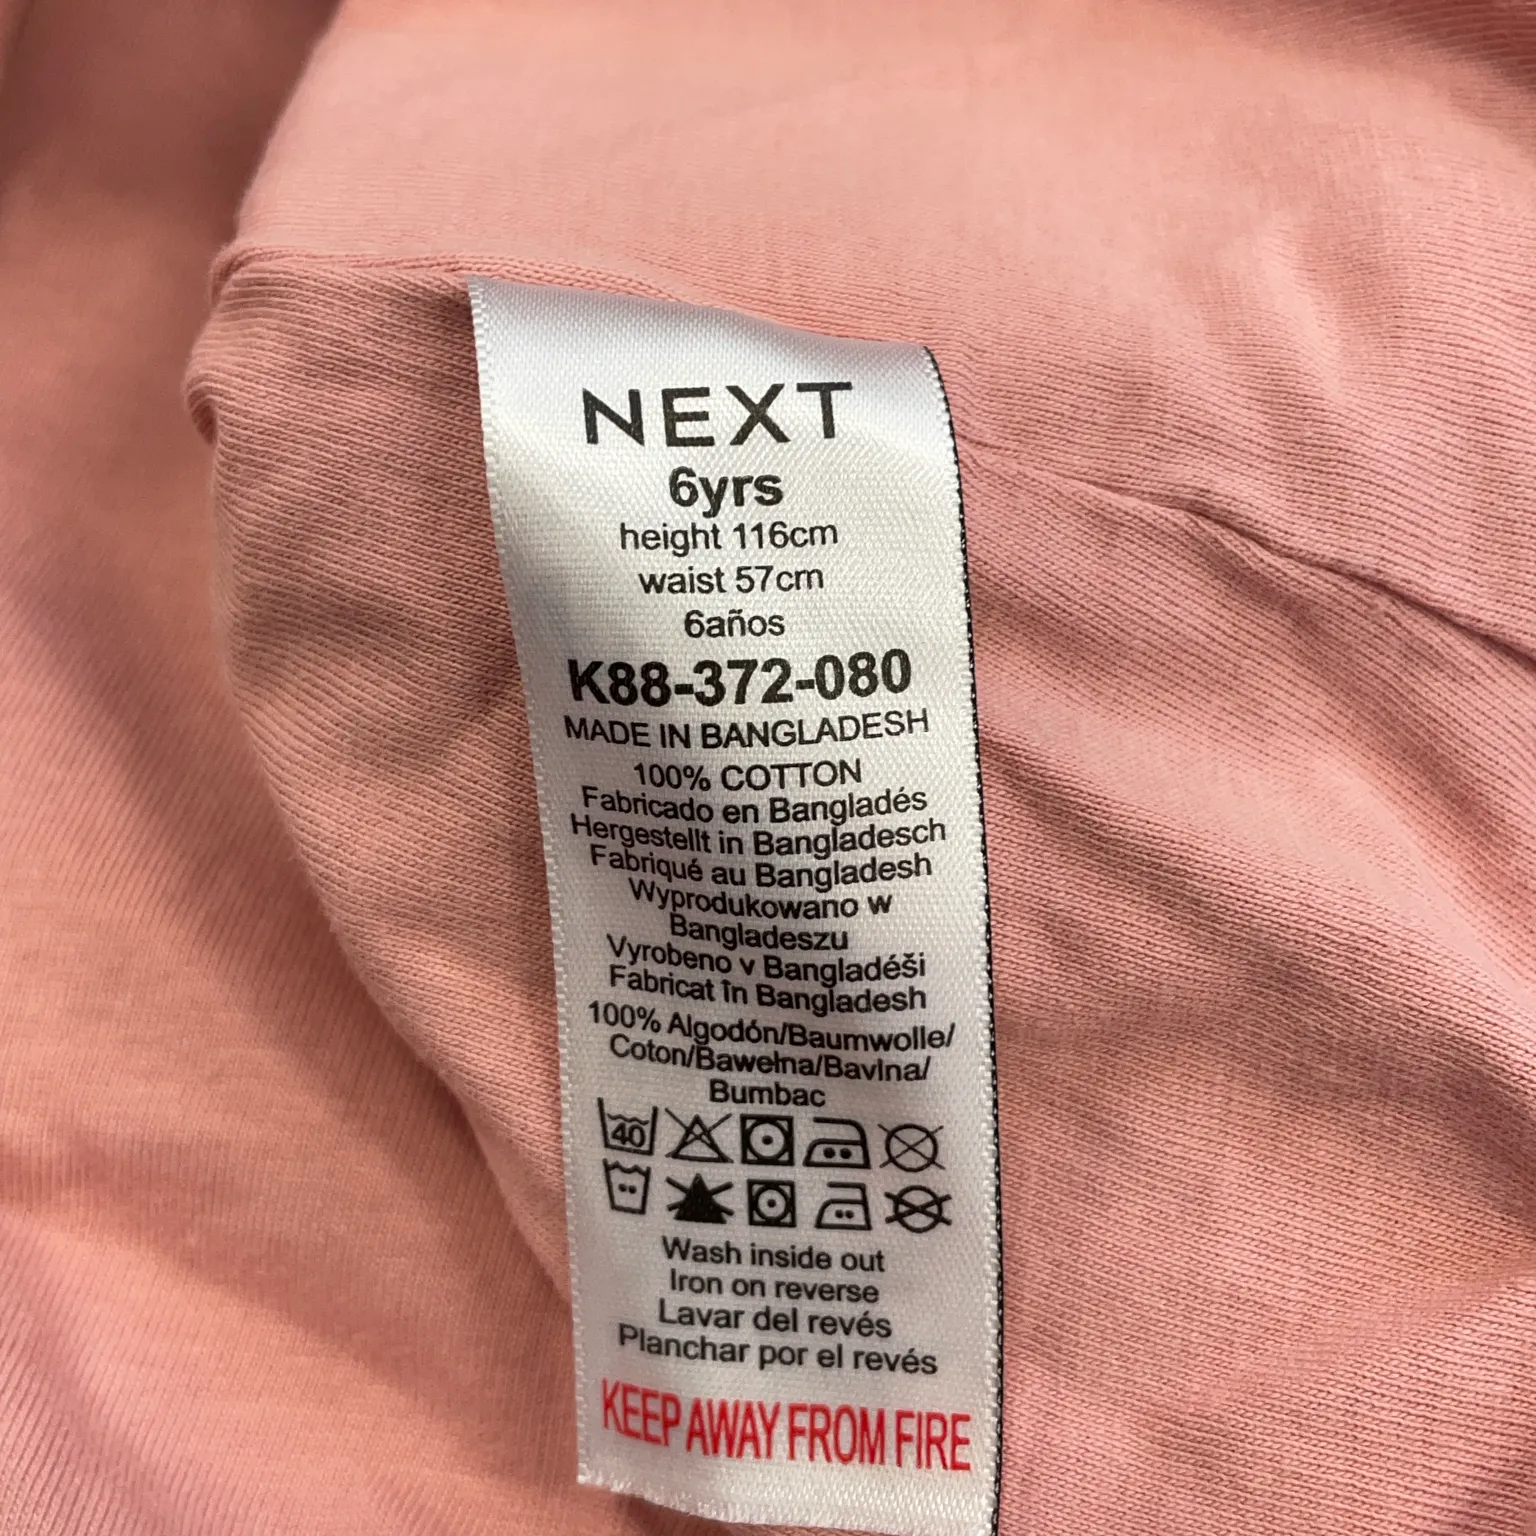 NEXT
6yrs
height 116cm
waist 57cm
6años
K88-372-080
MADE IN BANGLADESH
100% COTTON
Fabricado en Bangladés
Hergestellt in Bangladesch
Fabriqué au Bangladesh
Wyprodukowano w
Bangladeszu
Vyrobeno v Bangladéši
Fabricat în Bangladesh
100% Algodón/Baumwolle/
Coton/Bawełna/Bavlna/
Bumbac
40
Wash inside out
Iron on reverse
Lavar del revés
Planchar por el revés
KEEP AWAY FROM FIRE